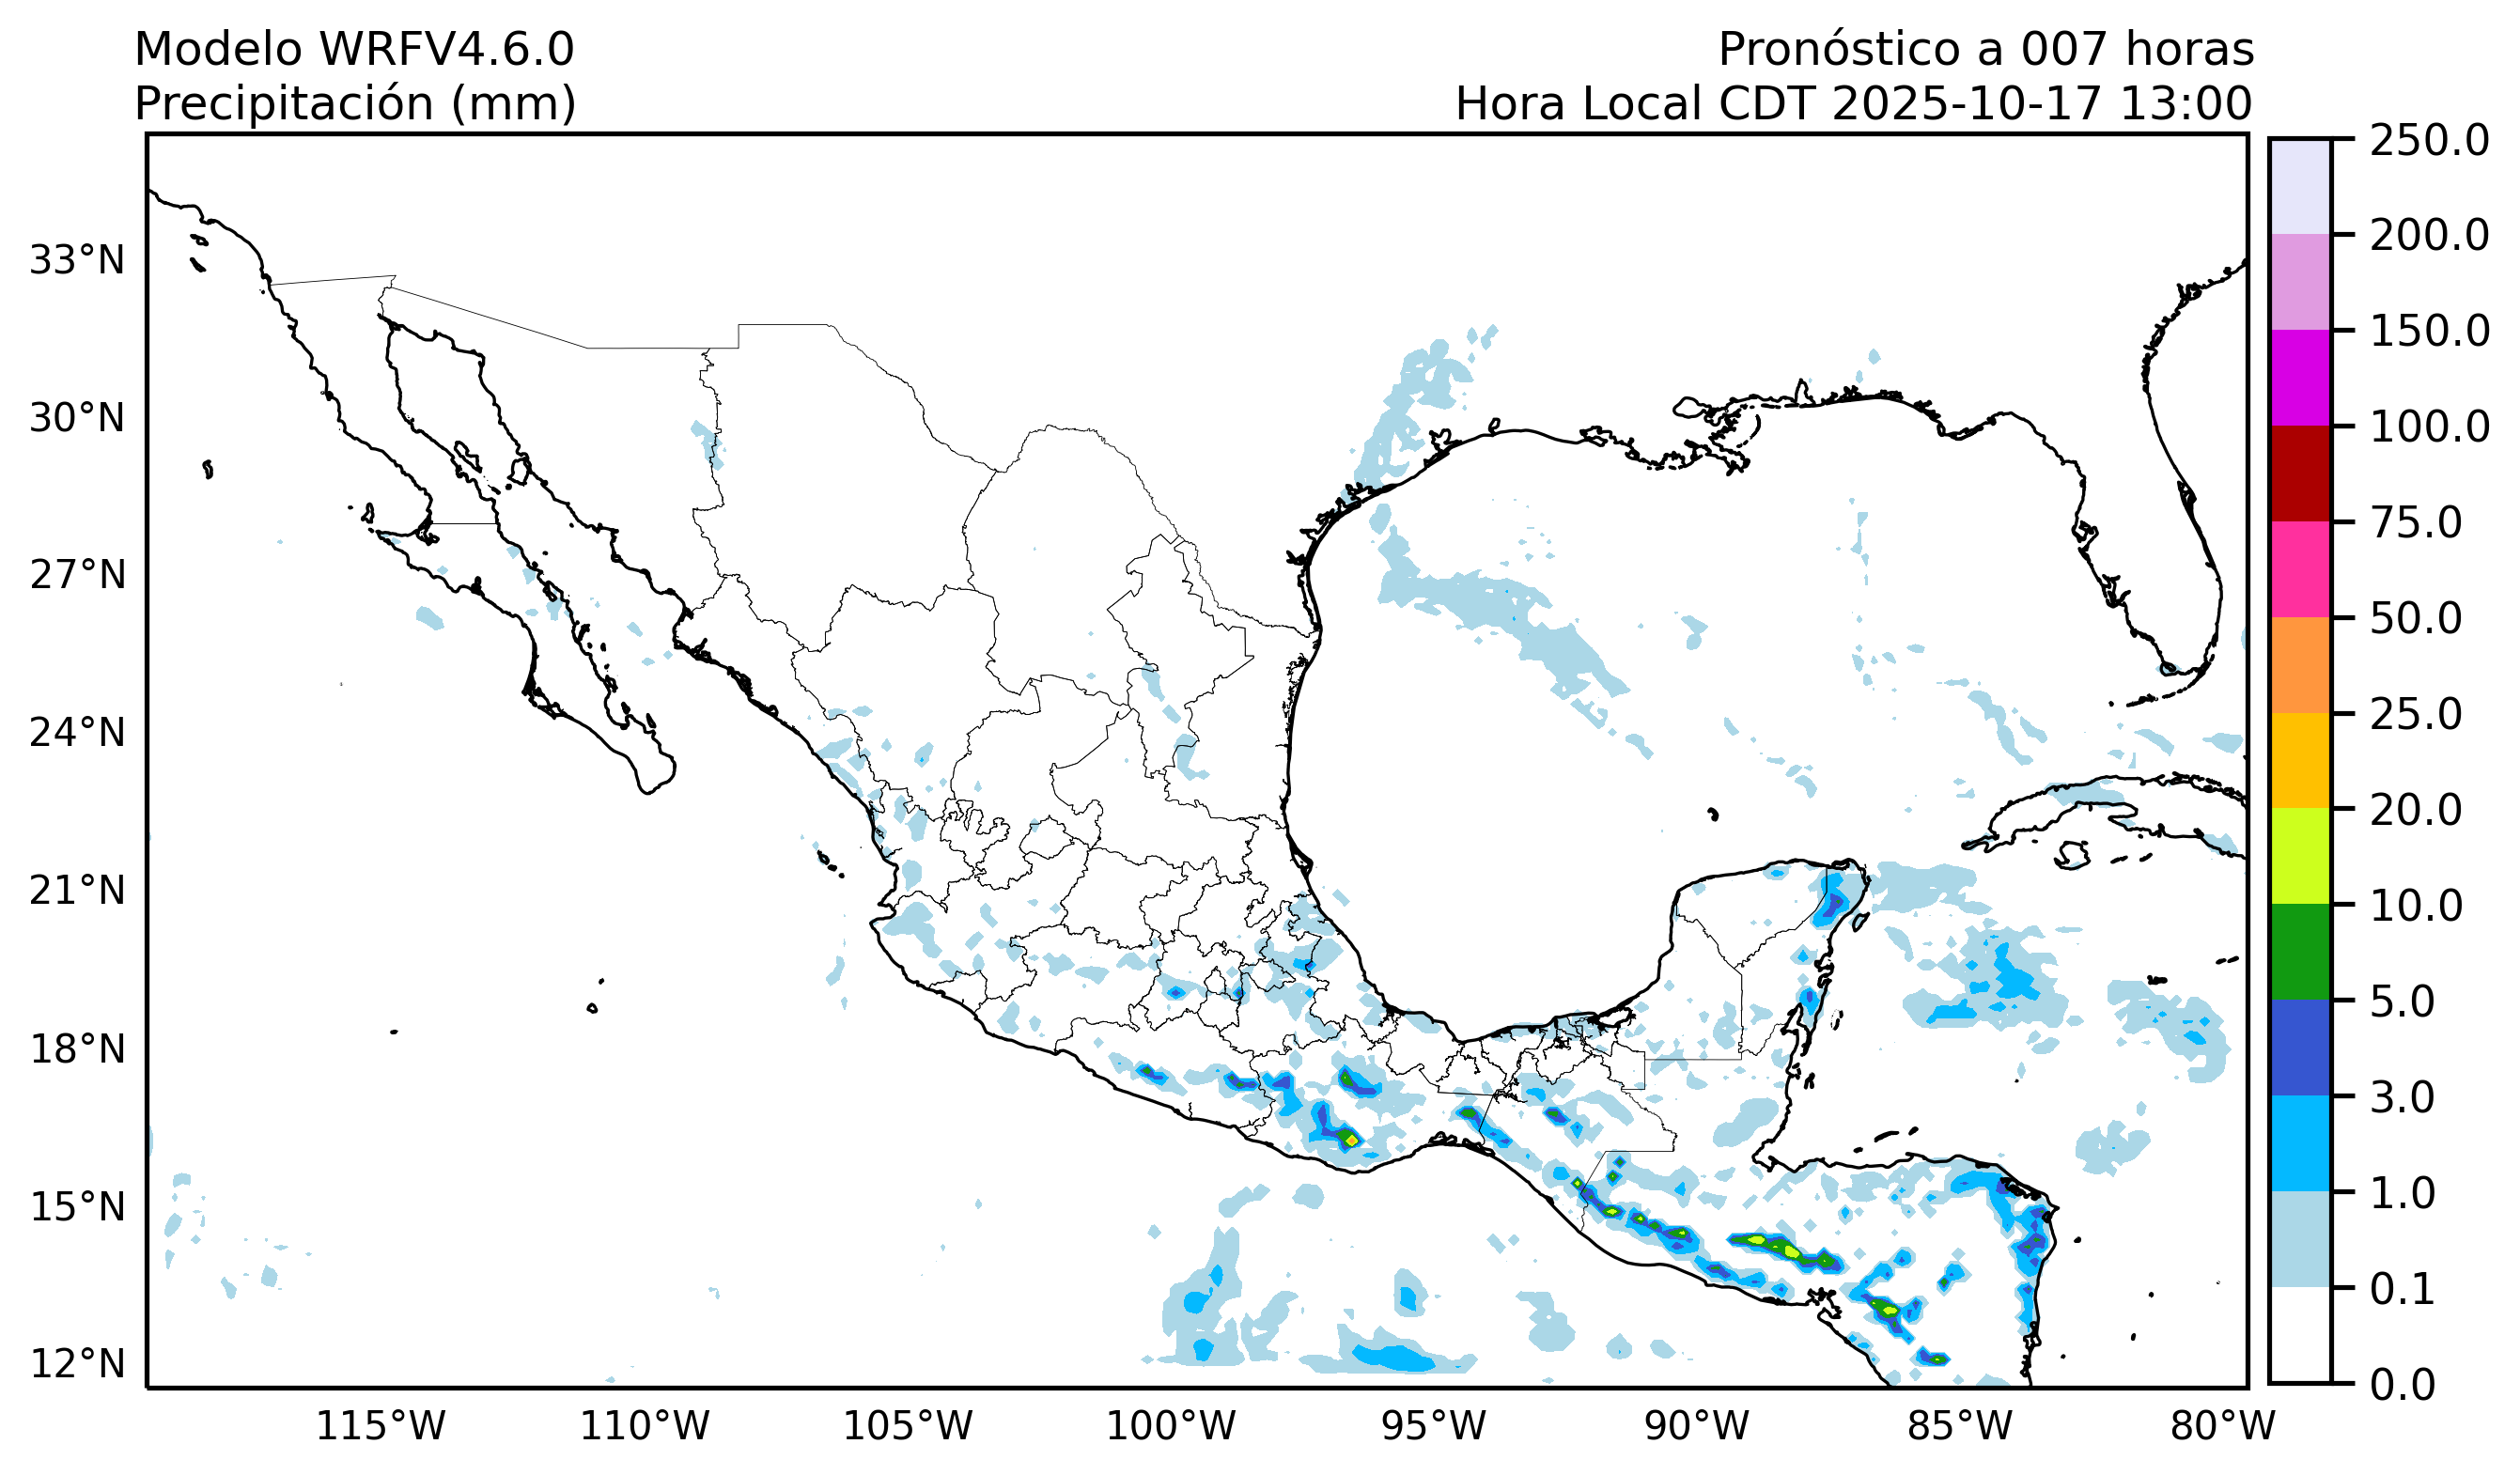 Modelo WRFV4.6.0
Precipitación (mm)
Pronóstico a 007 horas
Hora Local CDT 2025-10-17 13:00
33°N
30°N
27°N
24°N
21°N
18°N
15°N
12°N
115°W
110°W
105°W
100°W
95°W
90°W
85°W
80°W
250.0
200.0
150.0
100.0
75.0
50.0
25.0
20.0
10.0
5.0
3.0
1.0
0.1
0.0